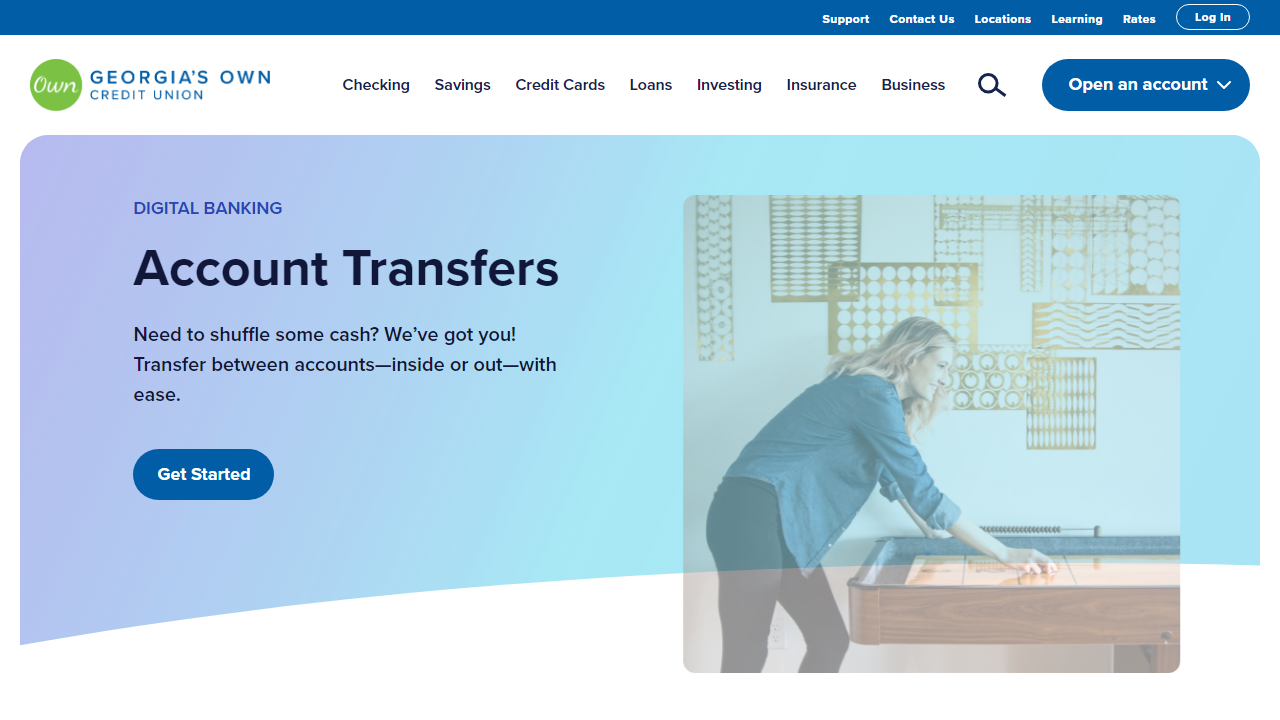 Support Contact Us Locations Learning Rates Log In
Own GEORGIA'S OWN
CREDIT UNION
Checking Savings Credit Cards Loans Investing Insurance Business Open an account
DIGITAL BANKING
Account Transfers
Need to shuffle some cash? We’ve got you!
Transfer between accounts—inside or out—with
ease.
Get Started